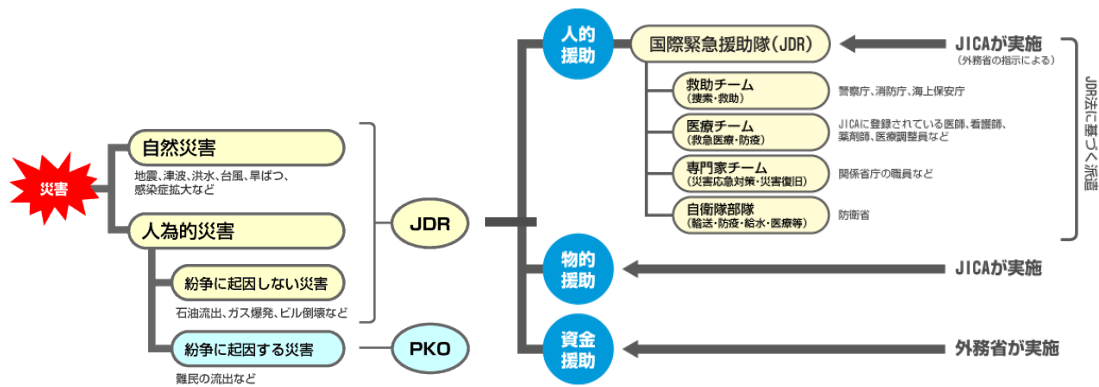 災害
自然災害
地震、津波、洪水、台風、旱ばつ、
感染症拡大など
人為的災害
紛争に起因しない災害
石油流出、ガス爆発、ビル倒壊など
紛争に起因する災害
難民の流出など
JDR
PKO
人的
援助
国際緊急援助隊(JDR)
JICAが実施
(外務省の指示による)
救助チーム
(捜索・救助)
警察庁、消防庁、海上保安庁
医療チーム
(救急医療・防疫)
JICAに登録されている医師、看護師、
薬剤師、医療調整員など
専門家チーム
(災害応急対策・災害復旧)
関係省庁の職員など
自衛隊部隊
(輸送・防疫・給水・医療等)
防衛省
JDR法に基づく派遣
物的
援助
JICAが実施
資金
援助
外務省が実施